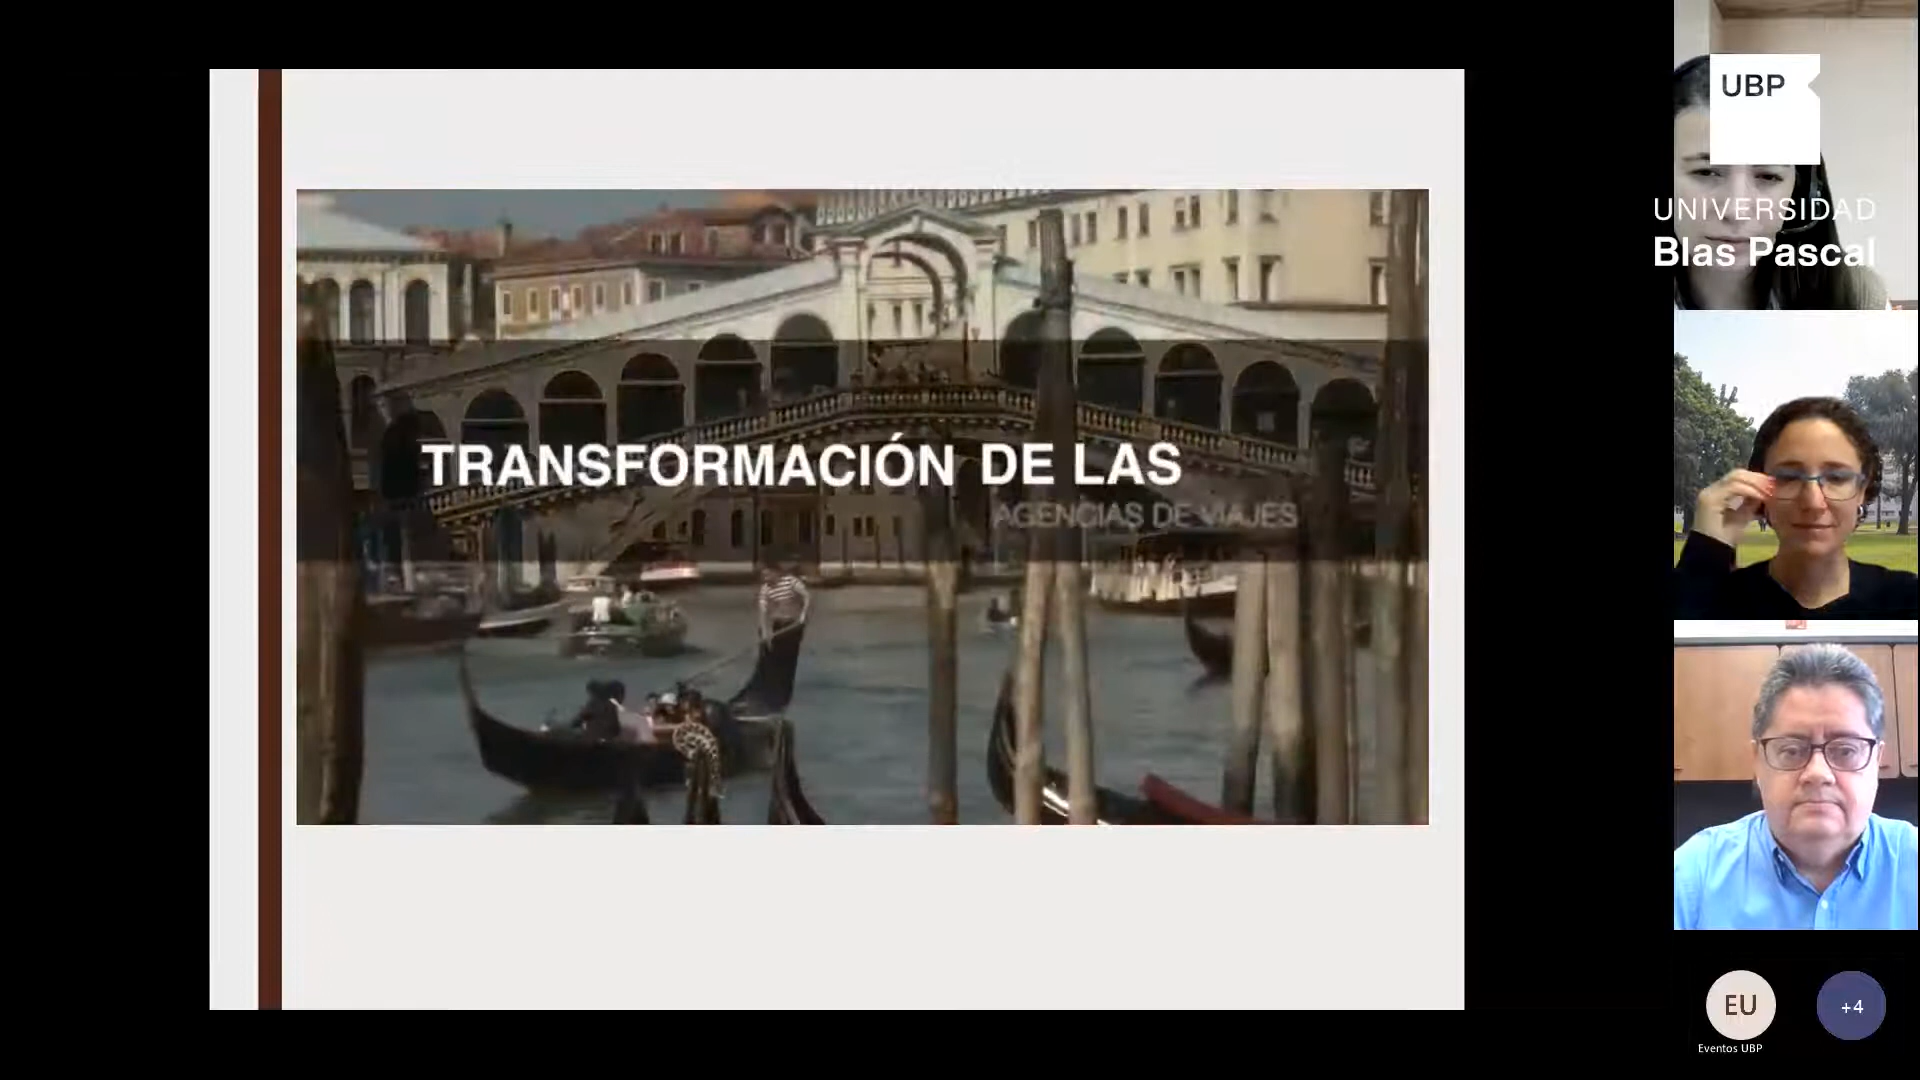 TRANSFORMACIÓN DE LAS
AGENCIAS DE VIAJES
UBP
UNIVERSIDAD
Blas Pascal
EU
Eventos UBP
+4